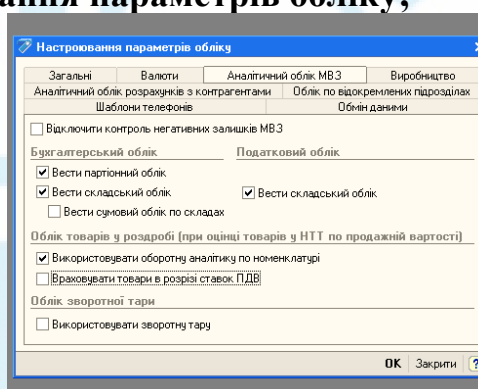 ання параметрів обліку;
Настроювання параметрів обліку
Загальні Валюти Аналітичний облік МВЗ Виробництво
Аналітичний облік розрахунків з контрагентами Облік по відокремлених підрозділах
Шаблони телефонів Обмін даними
Відключити контроль негативних залишків МВЗ
Бухгалтерський облік Податковий облік
Вести партіонний облік
Вести складський облік Вести складський облік
Вести сумовий облік по складах
Облік товарів у роздробі (при оцінці товарів у НТТ по продажній вартості)
Використовувати оборотну аналітику по номенклатурі
Враховувати товари в розрізі ставок ПДВ
Облік зворотної тари
Використовувати зворотну тару
OK Закрити ?